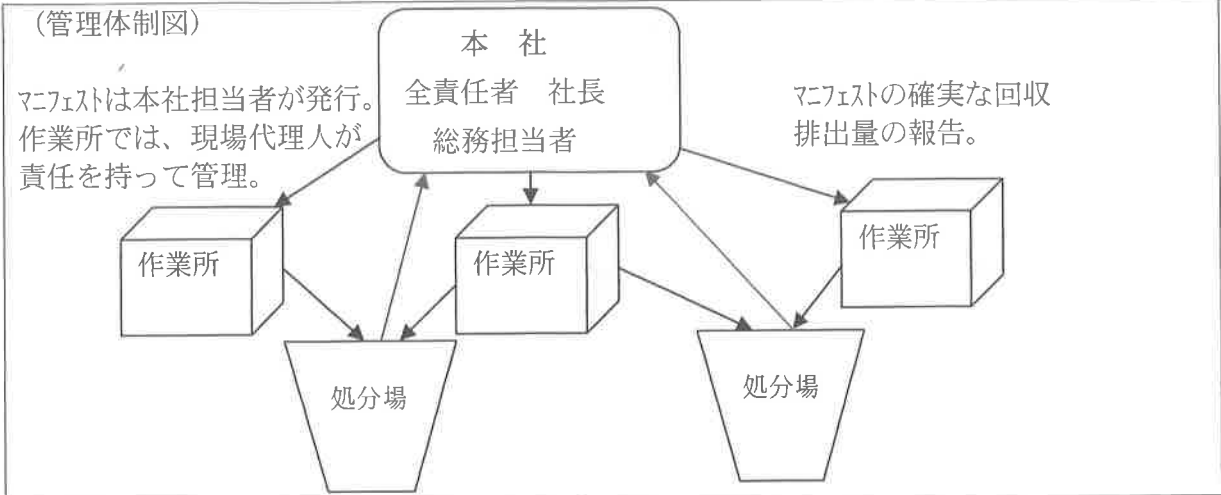 (管理体制図)
本 社
全責任者 社長
総務担当者
ﾏﾆﾌｪｽﾄは本社担当者が発行。
作業所では、現場代理人が
責任を持って管理。
ﾏﾆﾌｪｽﾄの確実な回収
排出量の報告。
作業所
作業所
作業所
処分場
処分場